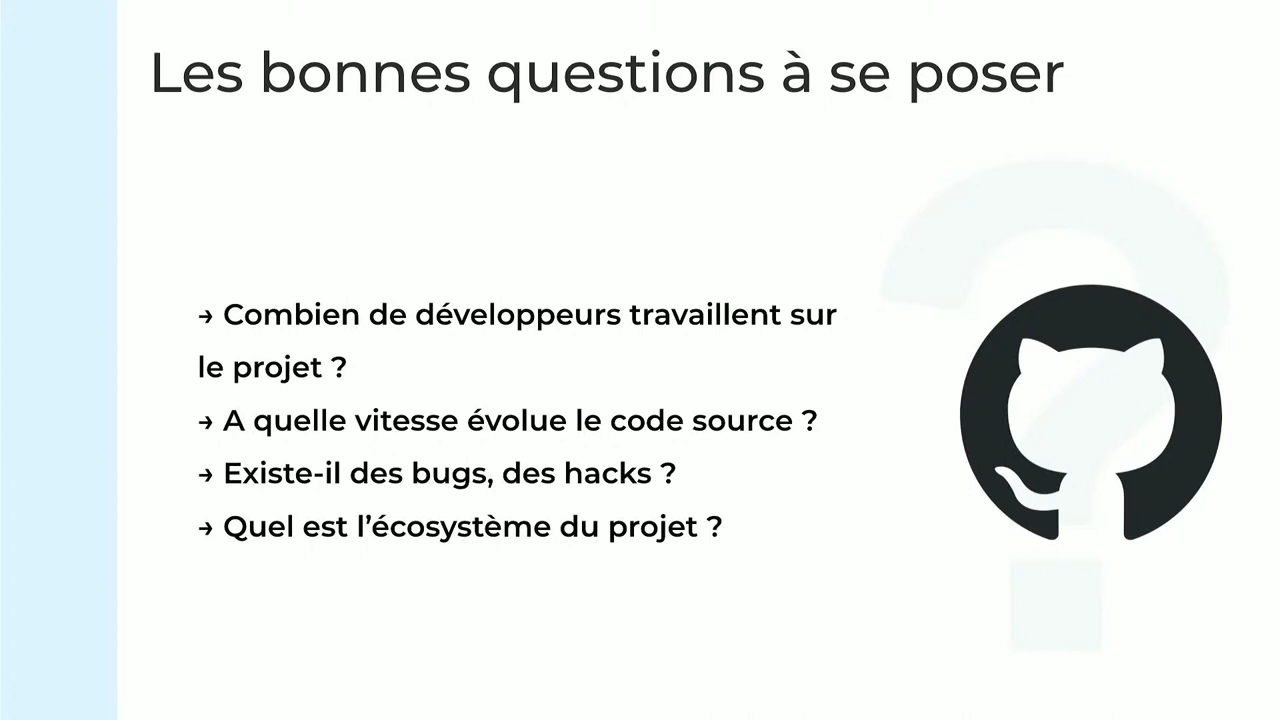 Les bonnes questions à se poser
→ Combien de développeurs travaillent sur
le projet ?
→ A quelle vitesse évolue le code source ?
→ Existe-il des bugs, des hacks ?
→ Quel est l’écosystème du projet ?